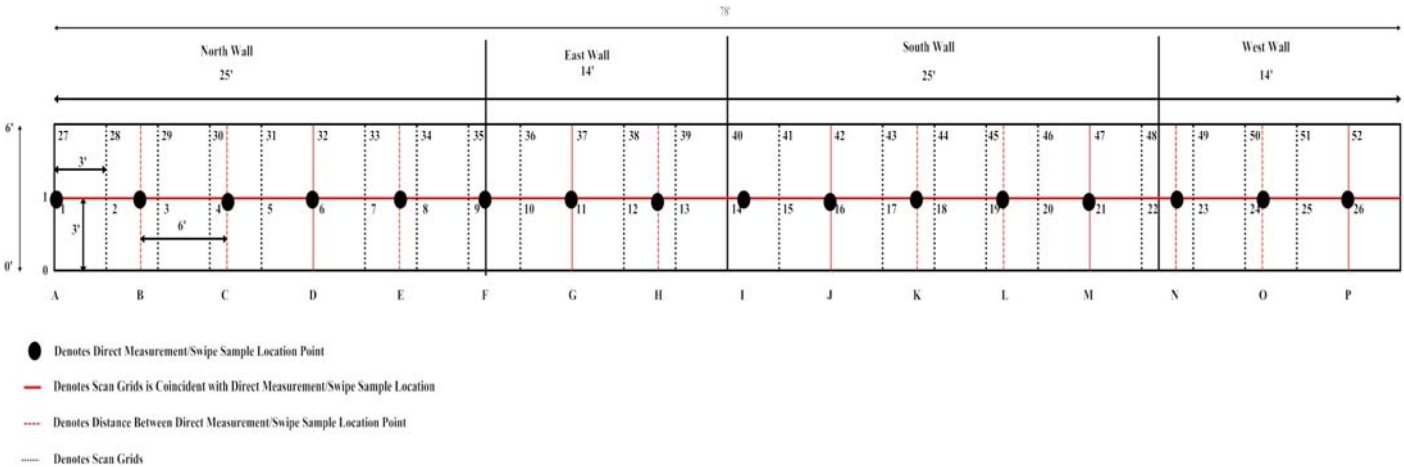 78'
North Wall
East Wall
South Wall
West Wall
25'
14'
25'
14'
6'
27 28 29 30 31 32 33 34 35 36 37 38 39 40 41 42 43 44 45 46 47 48 49 50 51 52
3'
1
1 2 3 4 5 6 7 8 9 10 11 12 13 14 15 16 17 18 19 20 21 22 23 24 25 26
3'
6'
0'
0
A B C D E F G H I J K L M N O P
Denotes Direct Measurement/Swipe Sample Location Point
Denotes Scan Grids is Coincident with Direct Measurement/Swipe Sample Location
Denotes Distance Between Direct Measurement/Swipe Sample Location Point
Denotes Scan Grids